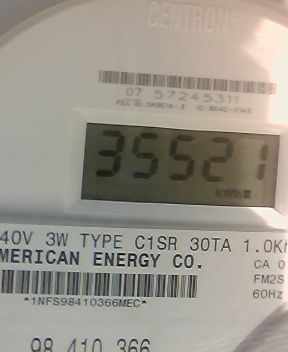 CENTRON
07 57245311
35521
kWh
40V 3W TYPE C1SR 30TA 1.0Kh
MERICAN ENERGY CO.
CA 0
FM2S
60Hz
*1NFS98410366MEC*
98 410 366